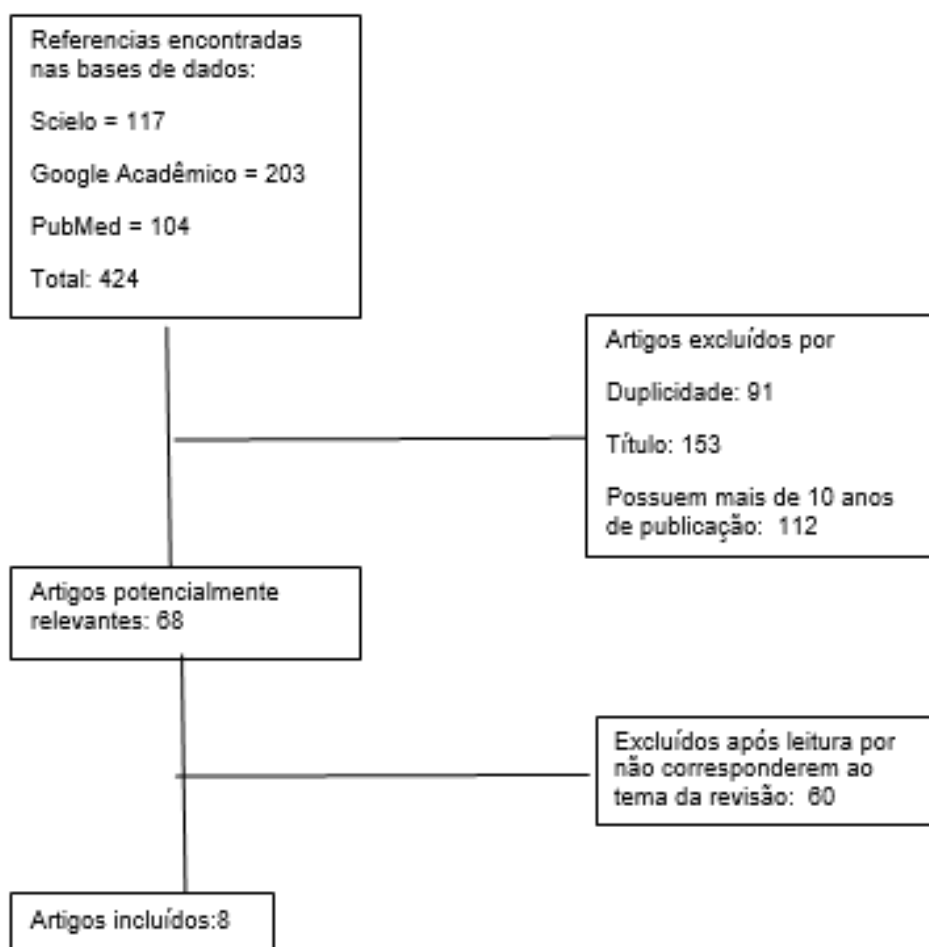 Referencias encontradas
nas bases de dados:
Scielo = 117
Google Acadêmico = 203
PubMed = 104
Total: 424
Artigos excluídos por
Duplicidade: 91
Título: 153
Possuem mais de 10 anos
de publicação: 112
Artigos potencialmente
relevantes: 68
Excluídos após leitura por
não corresponderem ao
tema da revisão: 60
Artigos incluídos:8